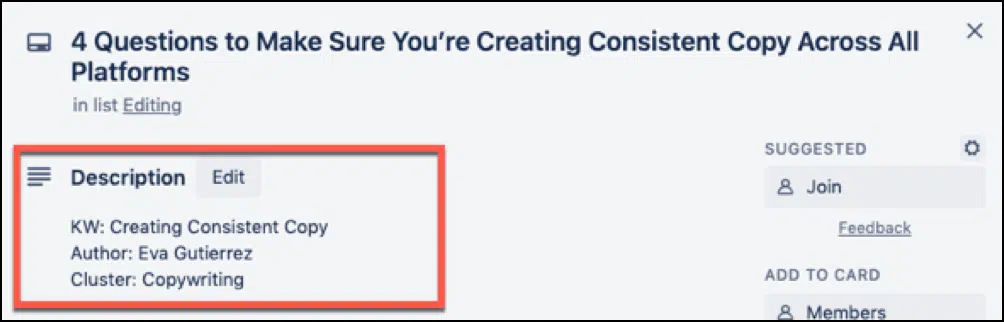 4 Questions to Make Sure You're Creating Consistent Copy Across All
Platforms
in list Editing
Description Edit
KW: Creating Consistent Copy
Author: Eva Gutierrez
Cluster: Copywriting
SUGGESTED
Join
Feedback
ADD TO CARD
Members